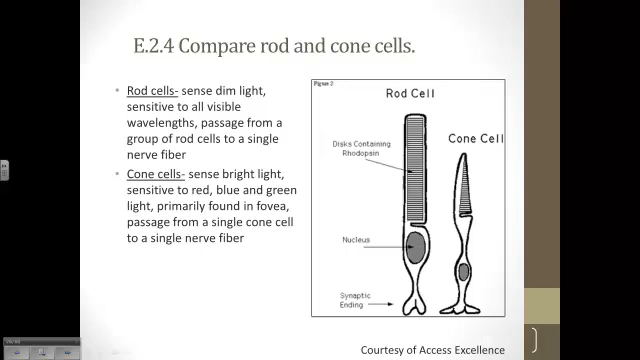 E.2.4 Compare rod and cone cells.
• Rod cells- sense dim light,
sensitive to all visible
wavelengths, passage from a
group of rod cells to a single
nerve fiber
• Cone cells- sense bright light,
sensitive to red, blue and green
light, primarily found in fovea,
passage from a single cone cell
to a single nerve fiber
Figure 2
Rod Cell
Cone Cell
Disks Containing
Rhodopsin
Nucleus
Synaptic
Ending
Courtesy of Access Excellence